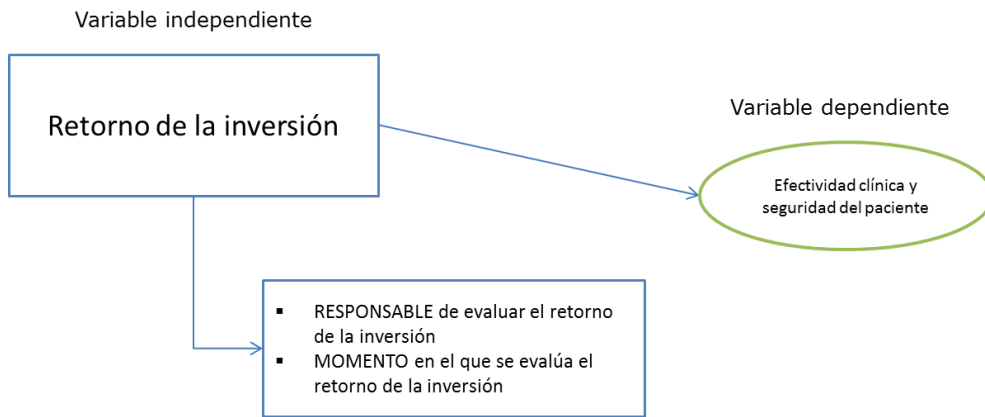 Variable independiente
Retorno de la inversión
Variable dependiente
Efectividad clínica y
seguridad del paciente
▪ RESPONSABLE de evaluar el retorno
de la inversión
▪ MOMENTO en el que se evalúa el
retorno de la inversión